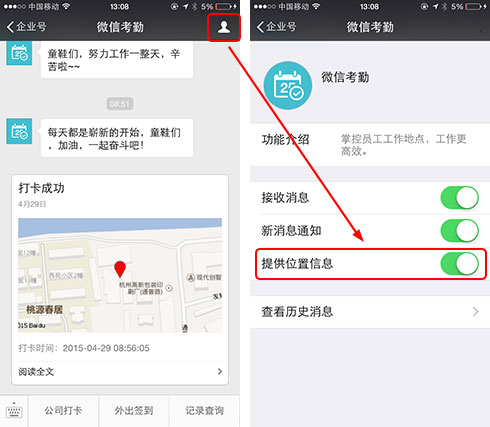 中国移动
13:08
企业号
微信考勤
童鞋们，努力工作一整天，辛
苦啦~~
08:51
每天都是崭新的开始，童鞋们
，加油，一起奋斗吧！
打卡成功
4月29日
西苑小区2幢
杭州高新包装印
刷厂(通普路)
现代创智
桃源春居
015 Baidu
打卡时间：2015-04-29 08:56:05
阅读全文
公司打卡
外出签到
记录查询
中国移动
13:08
企业号
微信考勤
微信考勤
功能介绍
掌控员工工作地点，工作更
高效。
接收消息
新消息通知
提供位置信息
查看历史消息